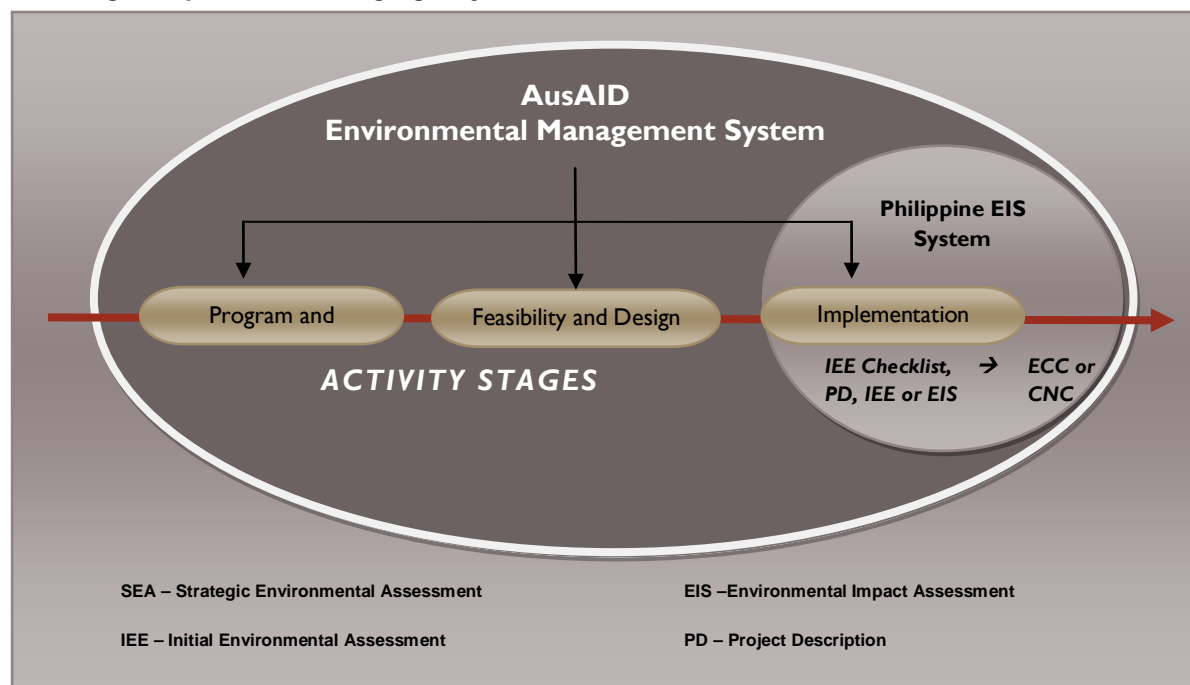 AusAID
Environmental Management System
Philippine EIS
System
Program and
Feasibility and Design
Implementation
ACTIVITY STAGES
IEE Checklist, → ECC or
PD, IEE or EIS CNC
SEA – Strategic Environmental Assessment
EIS –Environmental Impact Assessment
IEE – Initial Environmental Assessment
PD – Project Description